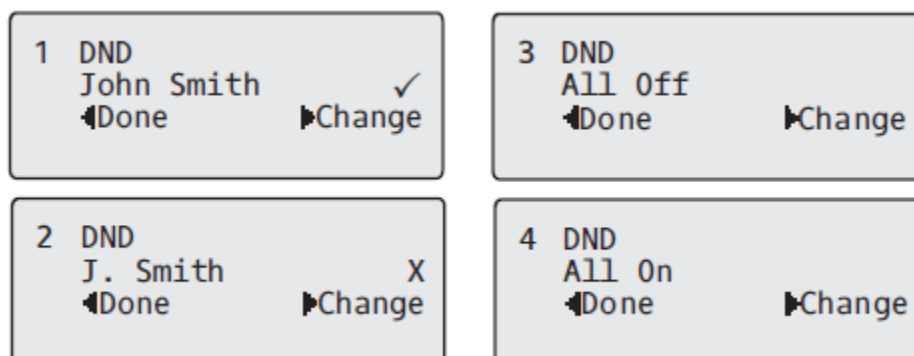 1 DND
John Smith ✓
◀Done ▶Change
2 DND
J. Smith X
◀Done ▶Change
3 DND
All Off
◀Done ▶Change
4 DND
All On
◀Done ▶Change